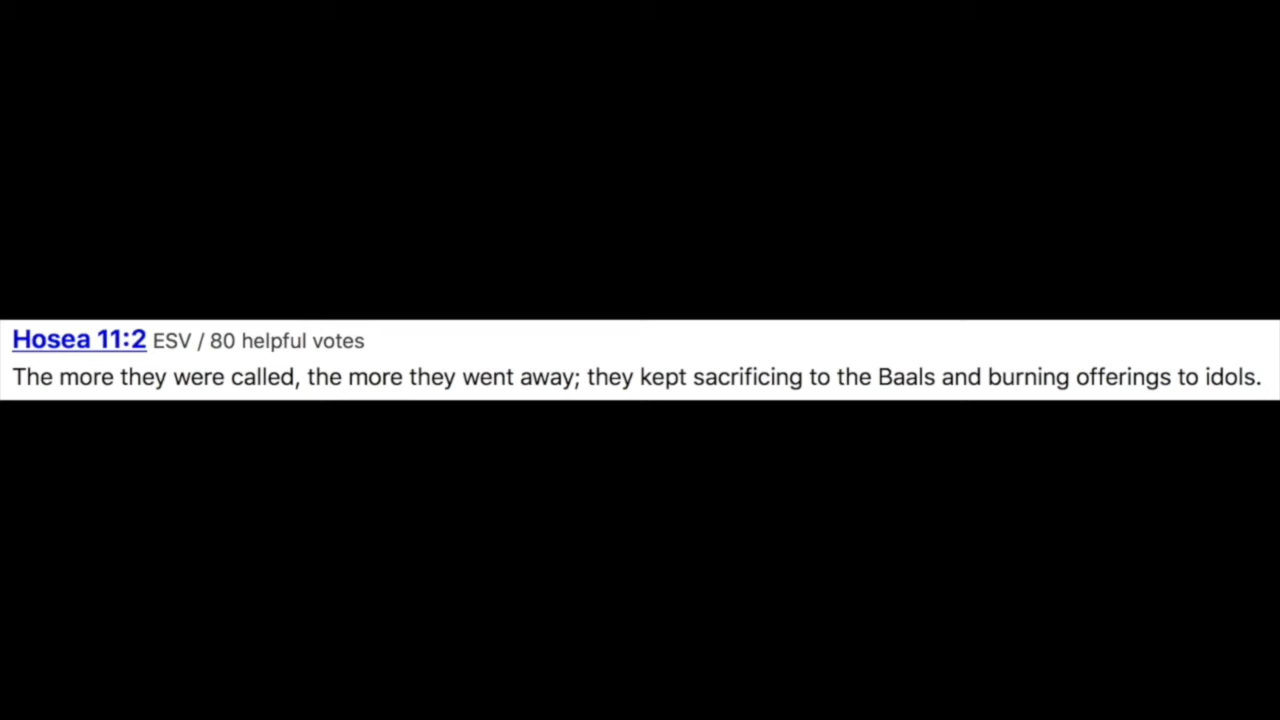 Hosea 11:2 ESV / 80 helpful votes
The more they were called, the more they went away; they kept sacrificing to the Baals and burning offerings to idols.